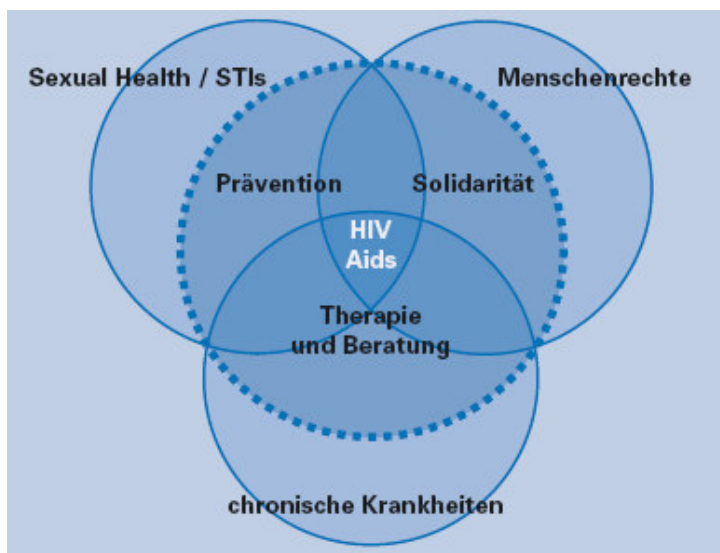 Sexual Health / STIs
Menschenrechte
Prävention
Solidarität
HIV
Aids
Therapie
und Beratung
chronische Krankheiten